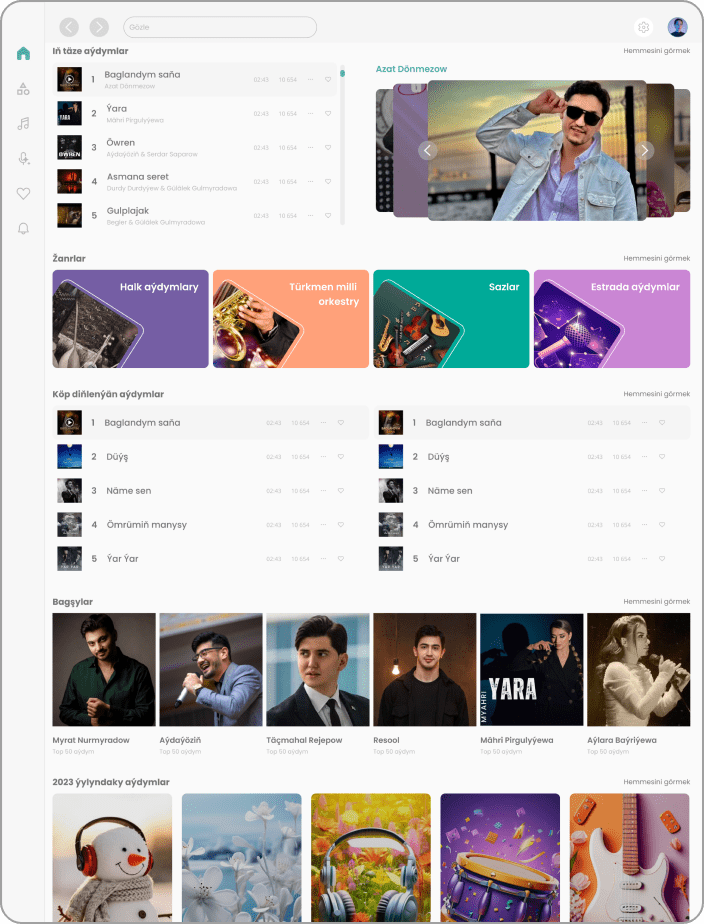 Gözle
Iň täze aýdymlar
Hemmesini görmek
1 Baglandym saňa 02:43 10 654
Azat Dönmezow
2 Ýara 02:43 10 654
Mähri Pirgulyýewa
3 Öwren 02:43 10 654
Aýdaýöziň & Serdar Saparow
4 Asmana seret 02:43 10 654
Durdy Durdyýew & Gülälek Gulmyradowa
5 Gulplajak 02:43 10 654
Begler & Gülälek Gulmyradowa
Azat Dönmezow
Žanrlar
Hemmesini görmek
Halk aýdymlary
Türkmen milli
orkestry
Sazlar
Estrada aýdymlar
Köp diňlenýän aýdymlar
Hemmesini görmek
1 Baglandym saňa 02:43 10 654
2 Düýş 02:43 10 654
3 Näme sen 02:43 10 654
4 Ömrümiň manysy 02:43 10 654
5 Ýar Ýar 02:43 10 654
1 Baglandym saňa 02:43 10 654
2 Düýş 02:43 10 654
3 Näme sen 02:43 10 654
4 Ömrümiň manysy 02:43 10 654
5 Ýar Ýar 02:43 10 654
Bagşylar
Hemmesini görmek
MYAHRI
YARA
Myrat Nurmyradow
Top 50 aýdym
Aýdaýöziň
Top 50 aýdym
Täçmahal Rejepow
Top 50 aýdym
Resool
Top 50 aýdym
Mähri Pirgulyýewa
Top 50 aýdym
Aýlara Baýriýewa
Top 50 aýdym
2023 ýylyndaky aýdymlar
Hemmesini görmek